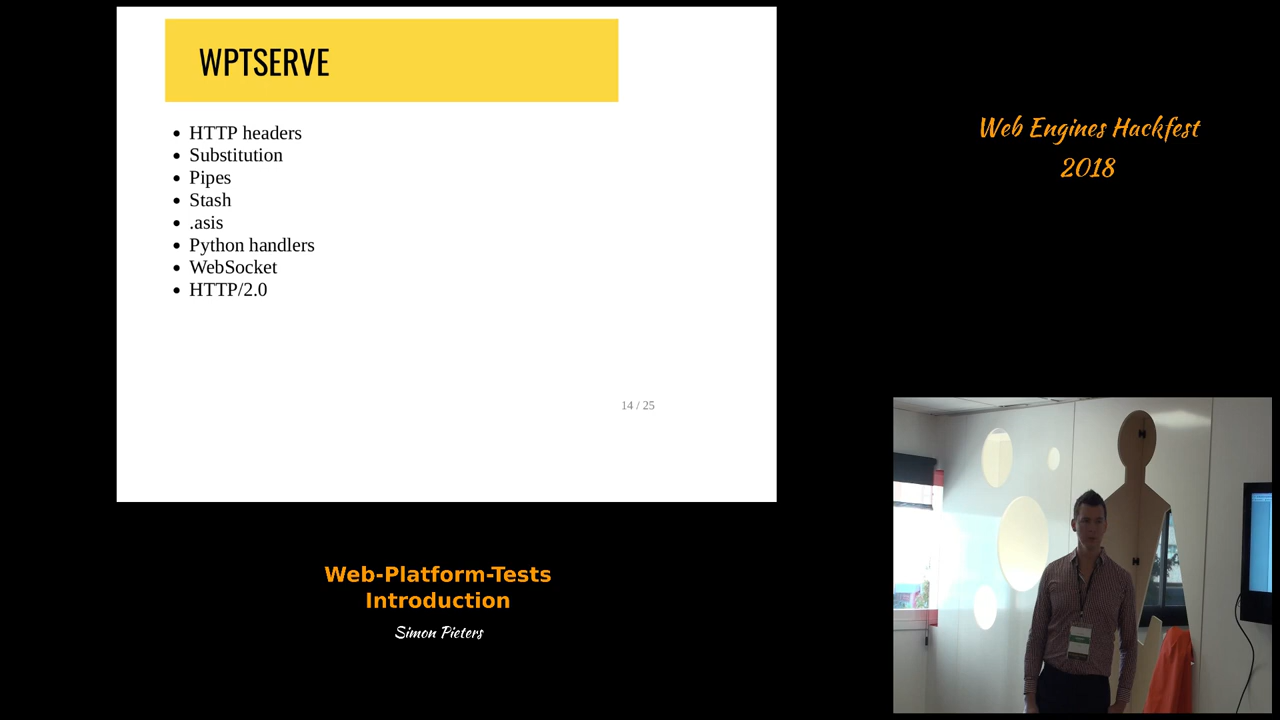 WPTSERVE
HTTP headers
Substitution
Pipes
Stash
.asis
Python handlers
WebSocket
HTTP/2.0
14 / 25
Web Engines Hackfest
2018
Web-Platform-Tests
Introduction
Simon Pieters